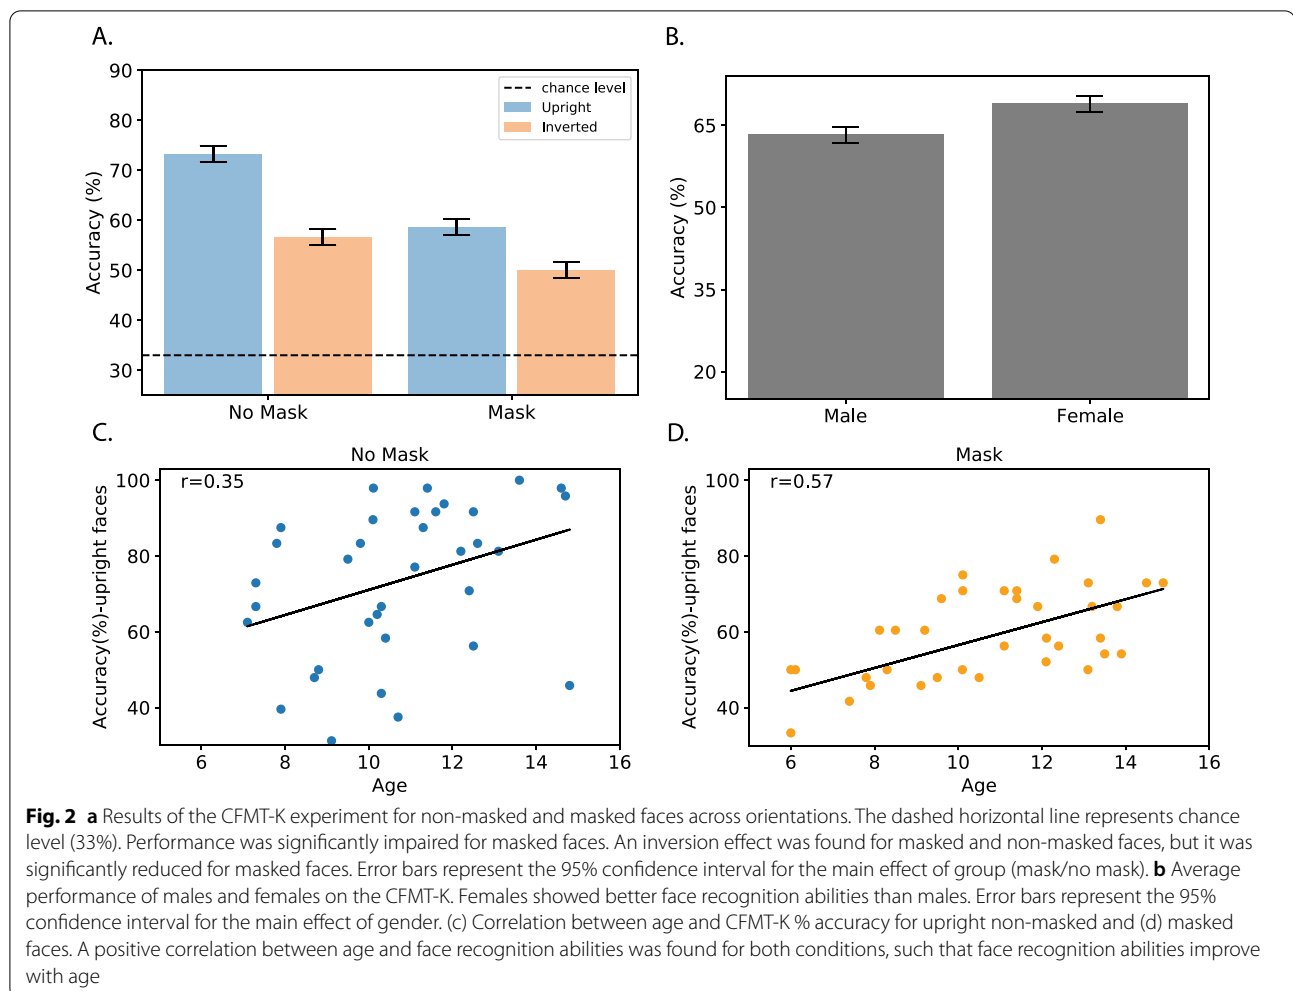 A.
90
80
70
60
50
40
30
Accuracy (%)
chance level
Upright
Inverted
No Mask
Mask
B.
65
50
35
20
Accuracy (%)
Male
Female
C.
No Mask
r=0.35
100
80
60
40
Accuracy(%)-upright faces
6 8 10 12 14 16
Age
D.
Mask
r=0.57
100
80
60
40
Accuracy(%)-upright faces
6 8 10 12 14 16
Age
Fig. 2 a Results of the CFMT-K experiment for non-masked and masked faces across orientations. The dashed horizontal line represents chance
level (33%). Performance was significantly impaired for masked faces. An inversion effect was found for masked and non-masked faces, but it was
significantly reduced for masked faces. Error bars represent the 95% confidence interval for the main effect of group (mask/no mask). b Average
performance of males and females on the CFMT-K. Females showed better face recognition abilities than males. Error bars represent the 95%
confidence interval for the main effect of gender. (c) Correlation between age and CFMT-K % accuracy for upright non-masked and (d) masked
faces. A positive correlation between age and face recognition abilities was found for both conditions, such that face recognition abilities improve
with age